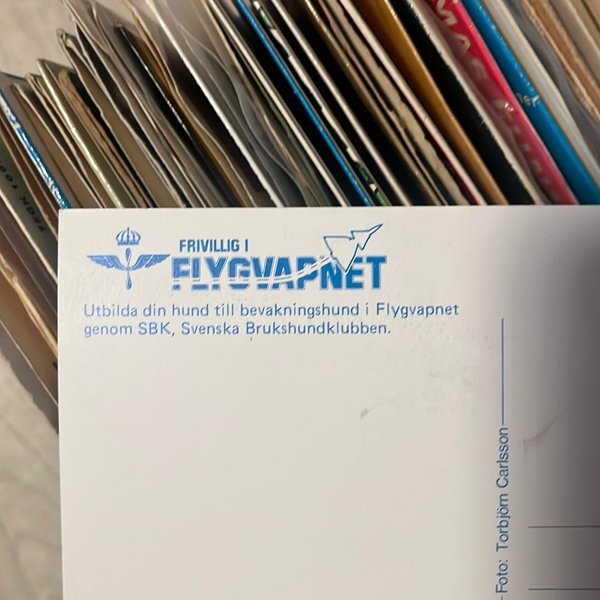 FRIVILLIG I
FLYGVAPNET
Utbilda din hund till bevakningshund i Flygvapnet
genom SBK, Svenska Brukshundklubben.
Foto: Torbjörn Carlsson